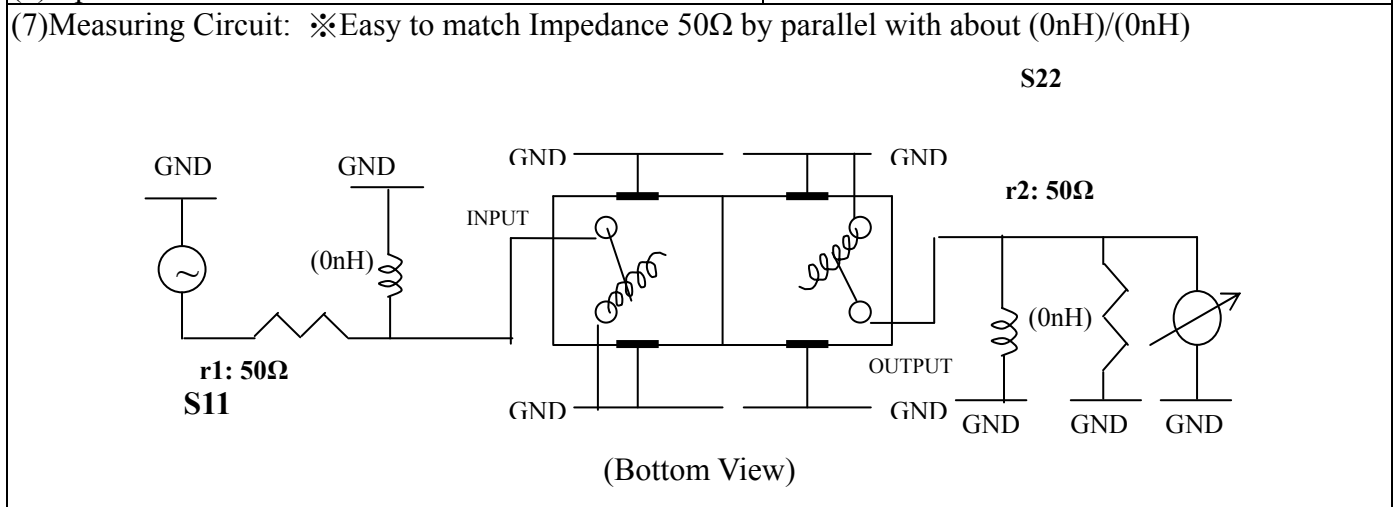 (7)Measuring Circuit: ※Easy to match Impedance 50Ω by parallel with about (0nH)/(0nH)
S22
GND
GND
GND
GND
r2: 50Ω
INPUT
(0nH)
(0nH)
r1: 50Ω
OUTPUT
S11
GND
GND
GND
GND
GND
(Bottom View)